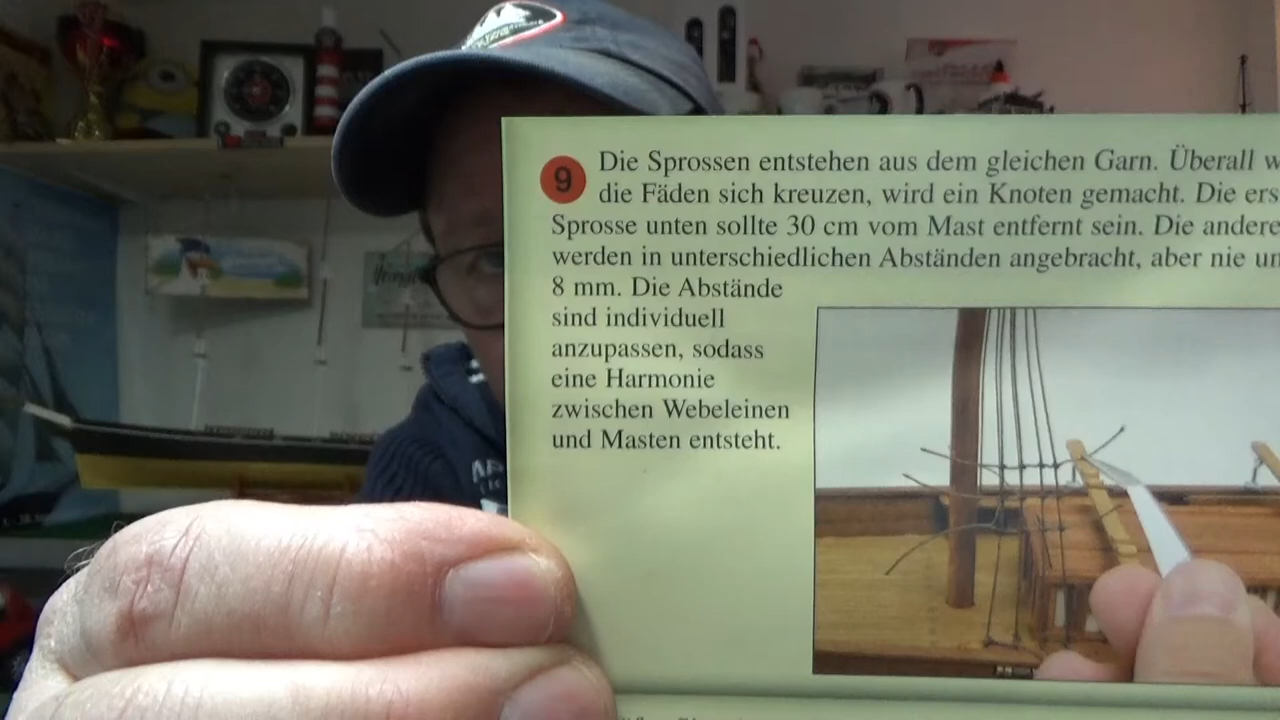 9
Die Sprossen entstehen aus dem gleichen Garn. Überall
die Fäden sich kreuzen, wird ein Knoten gemacht. Die
Sprosse unten sollte 30 cm vom Mast entfernt sein. Die
werden in unterschiedlichen Abständen angebracht, aber nie
8 mm. Die Abstände
sind individuell
anzupassen, sodass
eine Harmonie
zwischen Webeleinen
und Masten entsteht.